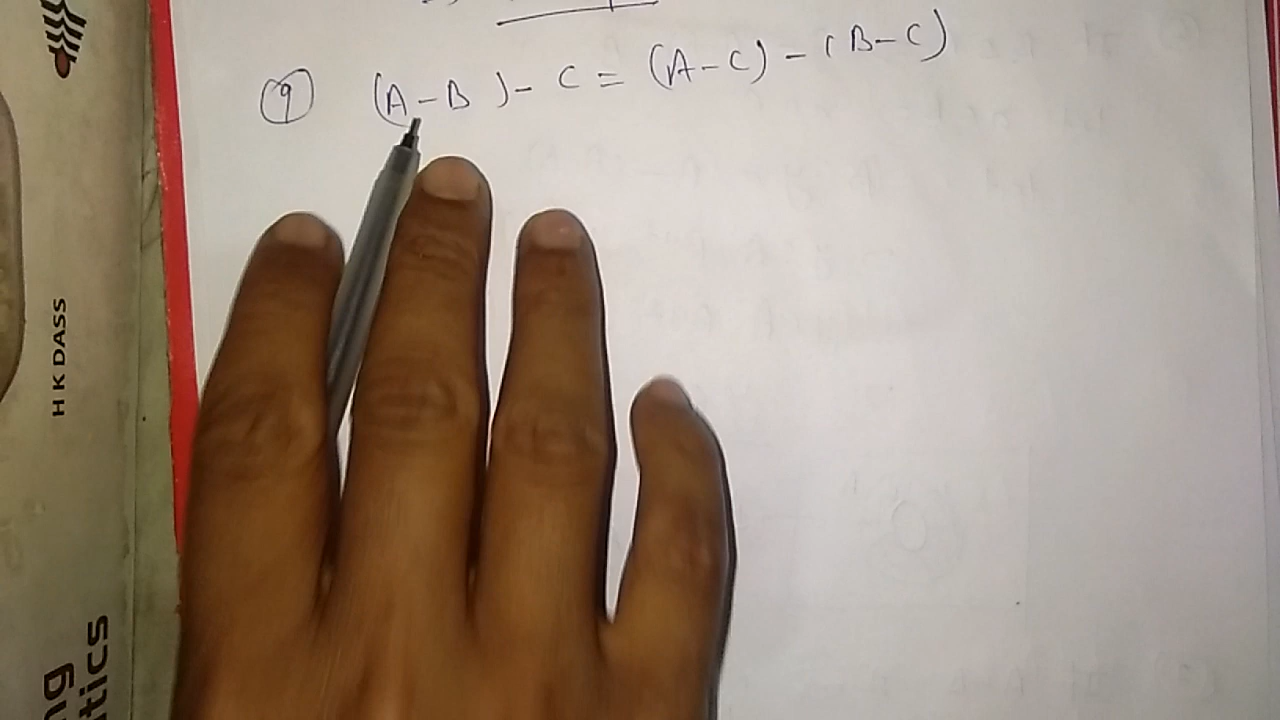 (9) (A-B)-C = (A-C)-(B-C)
H K DASS
ng
tics